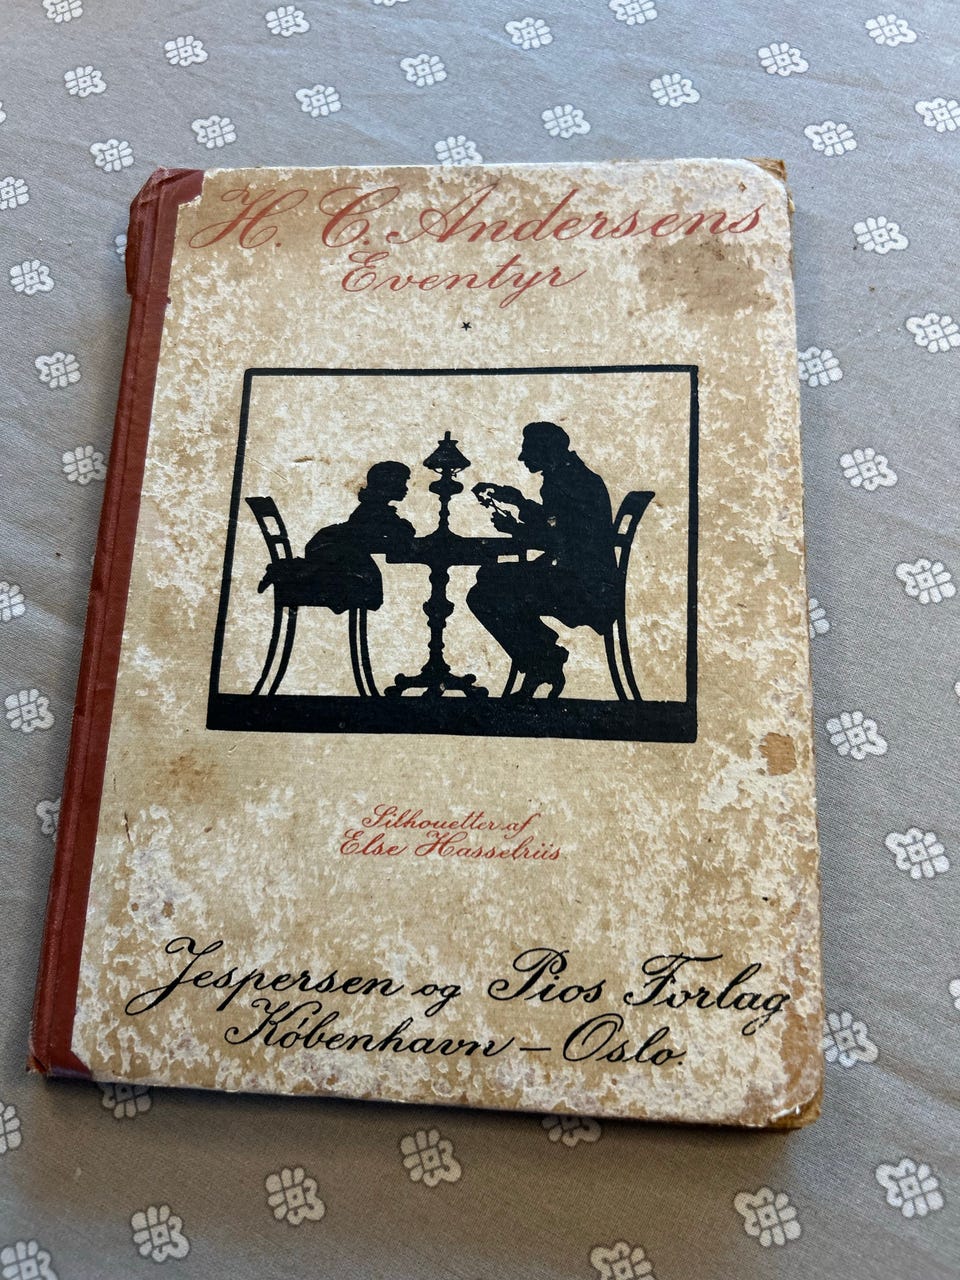 H. C. Andersens
Eventyr
Silhouetter af
Else Hasselriis
Jespersen og Pios Forlag
København – Oslo.